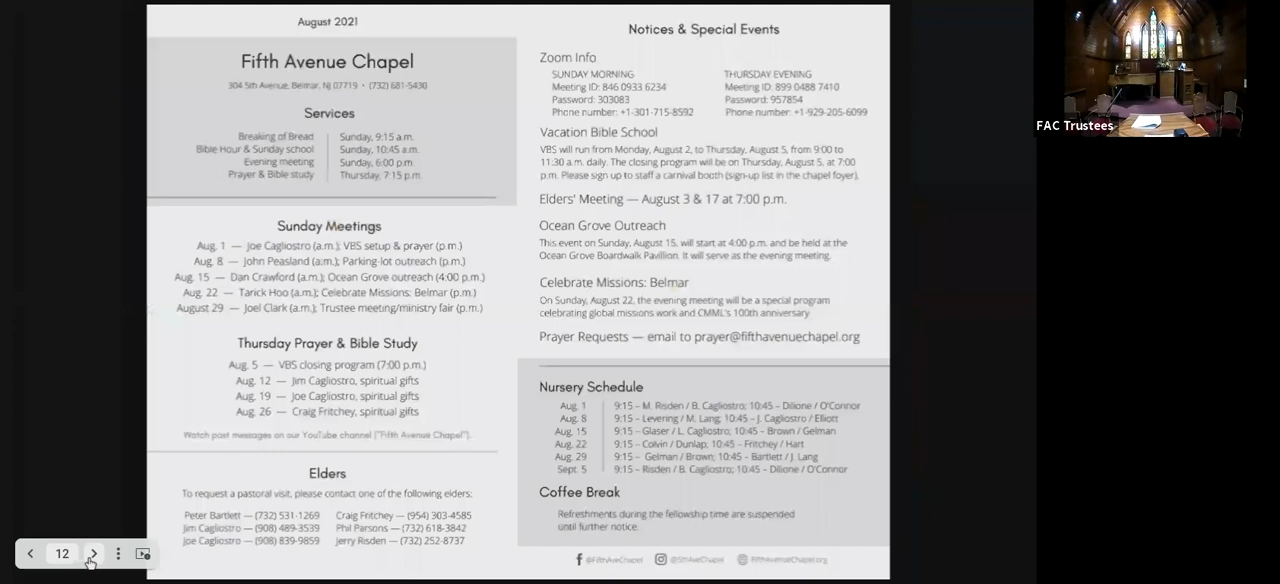 August 2021
Fifth Avenue Chapel
304 5th Avenue, Belmar, NJ 07719 • (732) 681-5430
Services
Breaking of Bread Sunday, 9:15 a.m.
Bible Hour & Sunday school Sunday, 10:45 a.m.
Evening meeting Sunday, 6:00 p.m.
Prayer & Bible study Thursday, 7:15 p.m.
Sunday Meetings
Aug. 1 — Joe Cagliostro (a.m.); VBS setup & prayer (p.m.)
Aug. 8 — John Peasland (a.m.); Parking-lot outreach (p.m.)
Aug. 15 — Dan Crawford (a.m.); Ocean Grove outreach (4:00 p.m.)
Aug. 22 — Tarick Hoo (a.m.); Celebrate Missions: Belmar (p.m.)
August 29 — Joel Clark (a.m.); Trustee meeting/ministry fair (p.m.)
Thursday Prayer & Bible Study
Aug. 5 — VBS closing program (7:00 p.m.)
Aug. 12 — Jim Cagliostro, spiritual gifts
Aug. 19 — Joe Cagliostro, spiritual gifts
Aug. 26 — Craig Fritchey, spiritual gifts
Watch past messages on our YouTube channel ("Fifth Avenue Chapel").
Elders
To request a pastoral visit, please contact one of the following elders:
Peter Bartlett — (732) 531-1269 Craig Fritchey — (954) 303-4585
Jim Cagliostro — (908) 489-3539 Phil Parsons — (732) 618-3842
Joe Cagliostro — (908) 839-9859 Jerry Risden — (732) 252-8737
Notices & Special Events
Zoom Info
SUNDAY MORNING THURSDAY EVENING
Meeting ID: 846 0933 6234 Meeting ID: 899 0488 7410
Password: 303083 Password: 957854
Phone number: +1-301-715-8592 Phone number: +1-929-205-6099
Vacation Bible School
VBS will run from Monday, August 2, to Thursday, August 5, from 9:00 to
11:30 a.m. daily. The closing program will be on Thursday, August 5, at 7:00
p.m. Please sign up to staff a carnival booth (sign-up list in the chapel foyer).
Elders' Meeting — August 3 & 17 at 7:00 p.m.
Ocean Grove Outreach
This event on Sunday, August 15, will start at 4:00 p.m. and be held at the
Ocean Grove Boardwalk Pavillion. It will serve as the evening meeting.
Celebrate Missions: Belmar
On Sunday, August 22, the evening meeting will be a special program
celebrating global missions work and CMML's 100th anniversary
Prayer Requests — email to prayer@fifthavenuechapel.org
Nursery Schedule
Aug. 1 9:15 – M. Risden / B. Cagliostro; 10:45 – Dilione / O'Connor
Aug. 8 9:15 – Levering / M. Lang; 10:45 – J. Cagliostro / Elliott
Aug. 15 9:15 – Glaser / L. Cagliostro; 10:45 – Brown / Gelman
Aug. 22 9:15 – Colvin / Dunlap; 10:45 – Fritchey / Hart
Aug. 29 9:15 – Gelman / Brown; 10:45 – Bartlett / J. Lang
Sept. 5 9:15 – Risden / B. Cagliostro; 10:45 – Dilione / O'Connor
Coffee Break
Refreshments during the fellowship time are suspended
until further notice.
@FifthAveChapel @5thAveChapel FifthAvenueChapel.org
12
FAC Trustees